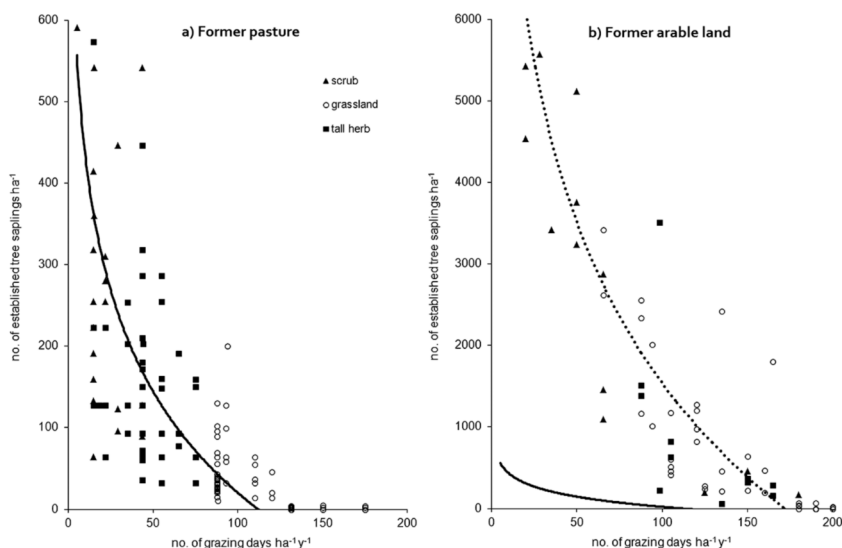 a) Former pasture
600
500
400
300
200
100
0
no. of established tree saplings ha-1
0 50 100 150 200
no. of grazing days ha-1y-1
scrub
grassland
tall herb
b) Former arable land
6000
5000
4000
3000
2000
1000
0
no. of established tree saplings ha-1
0 50 100 150 200
no. of grazing days ha-1y-1